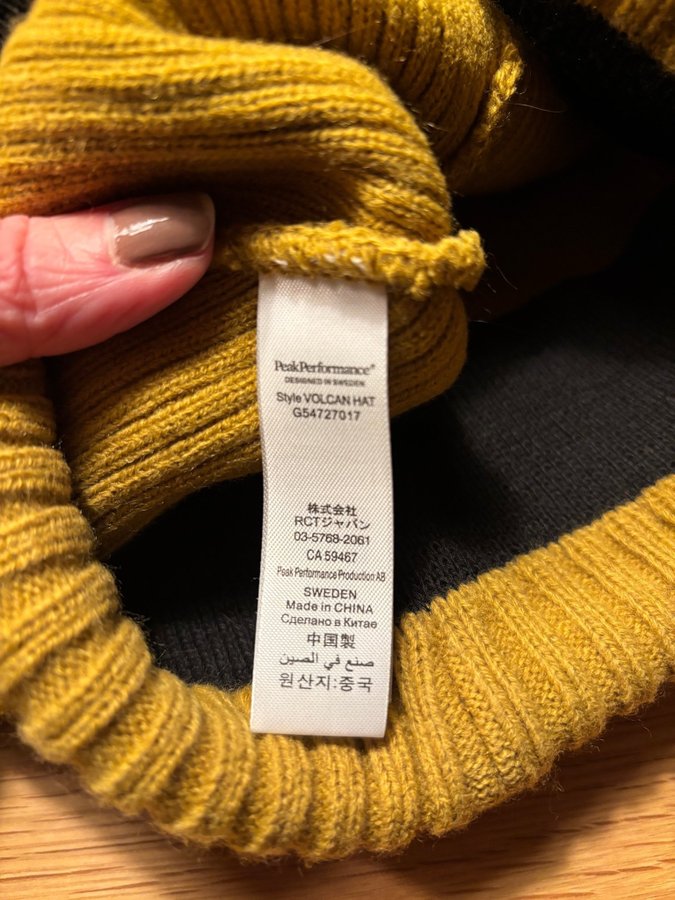 PeakPerformance®
DESIGNED IN SWEDEN
Style VOLCAN HAT
G54727017
株式会社
RCTジャパン
03-5768-2061
CA 59467
Peak Performance Production AB
SWEDEN
Made in CHINA
Сделано в Китае
中国製
صنع في الصين
원산지:중국